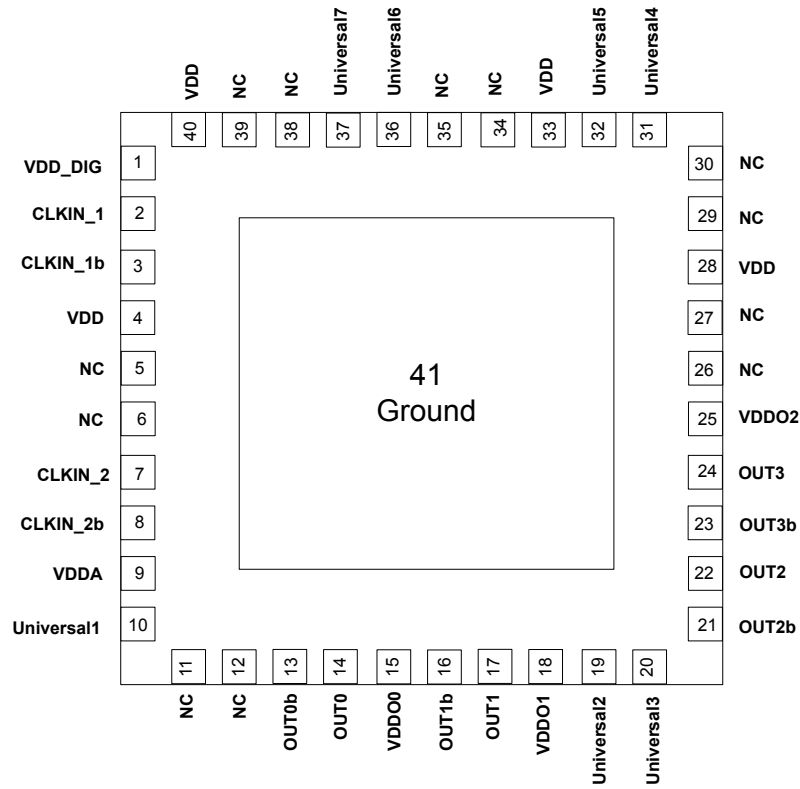 VDD
NC
NC
Universal7
Universal6
NC
NC
VDD
Universal5
Universal4
40
39
38
37
36
35
34
33
32
31
VDD_DIG 1
CLKIN_1 2
CLKIN_1b 3
VDD 4
NC 5
NC 6
CLKIN_2 7
CLKIN_2b 8
VDDA 9
Universal1 10
41
Ground
30 NC
29 NC
28 VDD
27 NC
26 NC
25 VDDO2
24 OUT3
23 OUT3b
22 OUT2
21 OUT2b
11
12
13
14
15
16
17
18
19
20
NC
NC
OUT0b
OUT0
VDDO0
OUT1b
OUT1
VDDO1
Universal2
Universal3